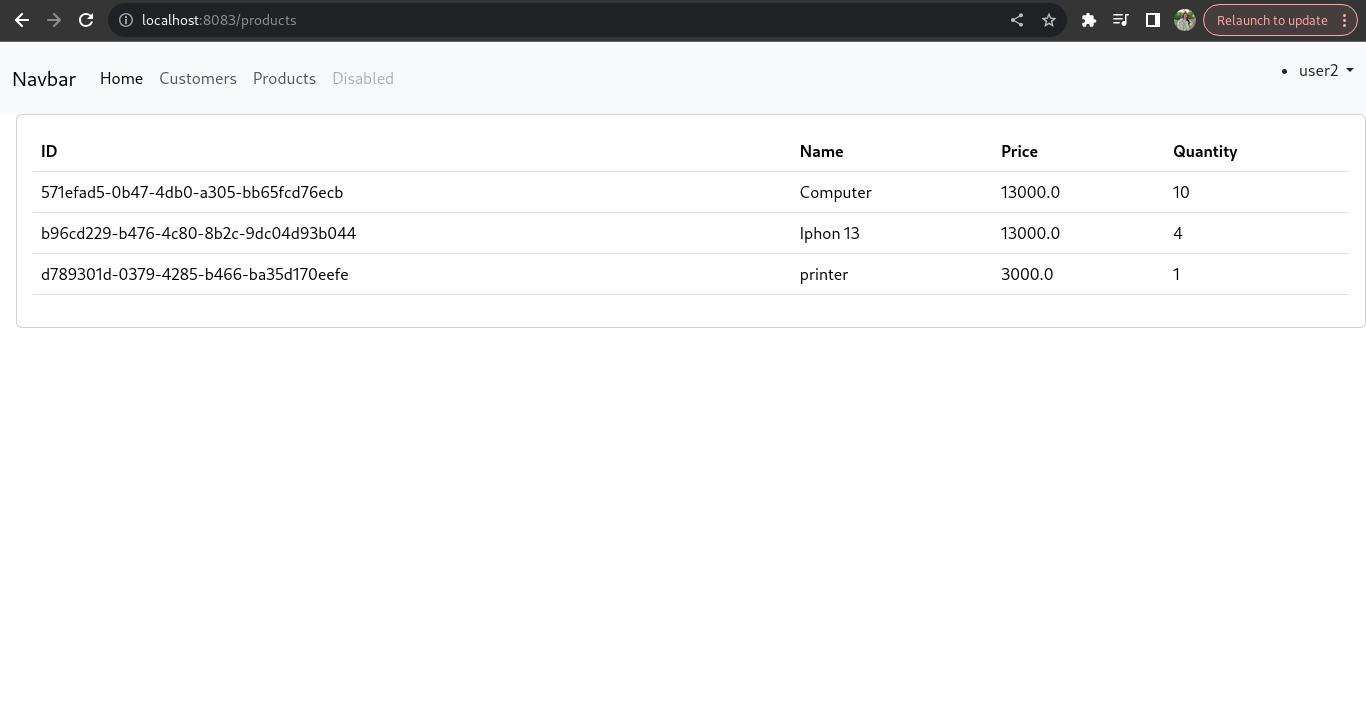 localhost:8083/products
Relaunch to update
Navbar Home Customers Products Disabled
• user2
ID Name Price Quantity
571efad5-0b47-4db0-a305-bb65fcd76ecb Computer 13000.0 10
b96cd229-b476-4c80-8b2c-9dc04d93b044 Iphon 13 13000.0 4
d789301d-0379-4285-b466-ba35d170eefe printer 3000.0 1